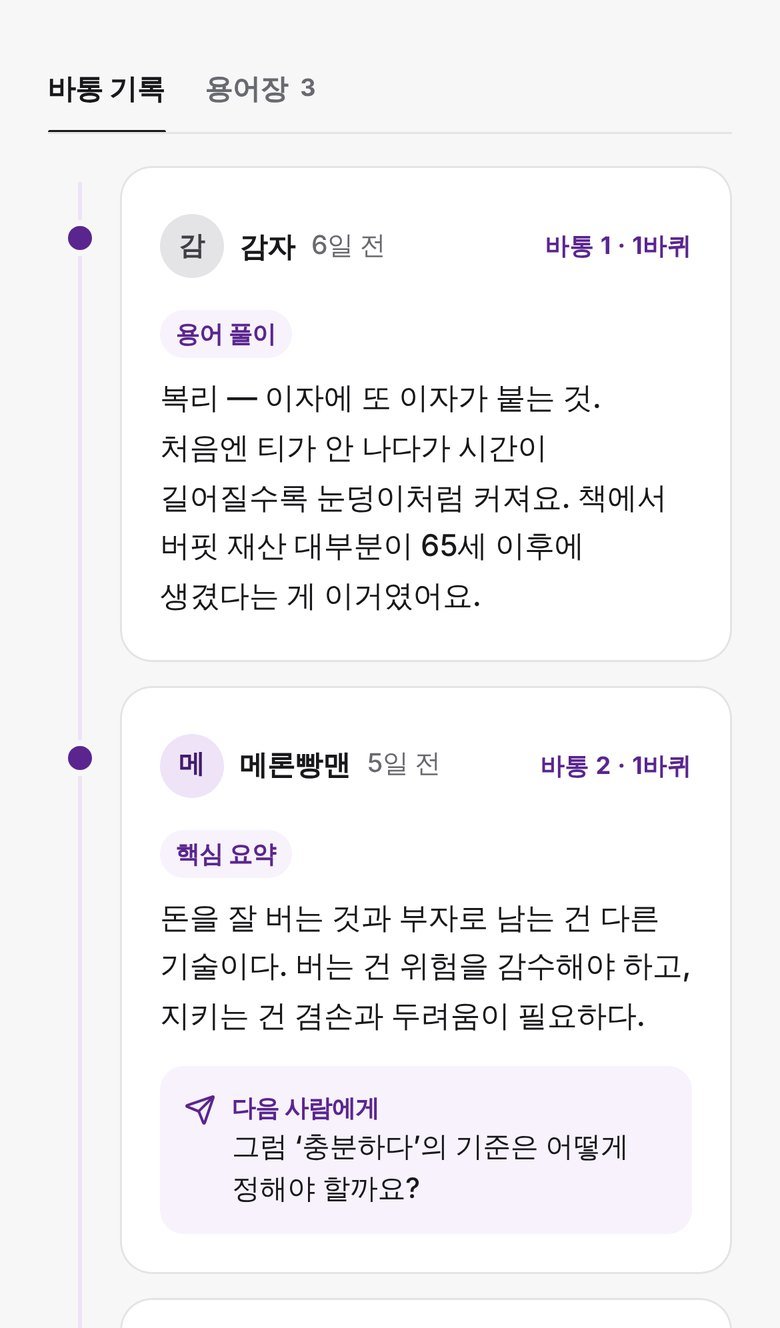 바통 기록 용어장 3
감 감자 6일 전 바통 1 · 1바퀴
용어 풀이
복리 — 이자에 또 이자가 붙는 것.
처음엔 티가 안 나다가 시간이
길어질수록 눈덩이처럼 커져요. 책에서
버핏 재산 대부분이 65세 이후에
생겼다는 게 이거였어요.
메 메론빵맨 5일 전 바통 2 · 1바퀴
핵심 요약
돈을 잘 버는 것과 부자로 남는 건 다른
기술이다. 버는 건 위험을 감수해야 하고,
지키는 건 겸손과 두려움이 필요하다.
다음 사람에게
그럼 ‘충분하다’의 기준은 어떻게
정해야 할까요?